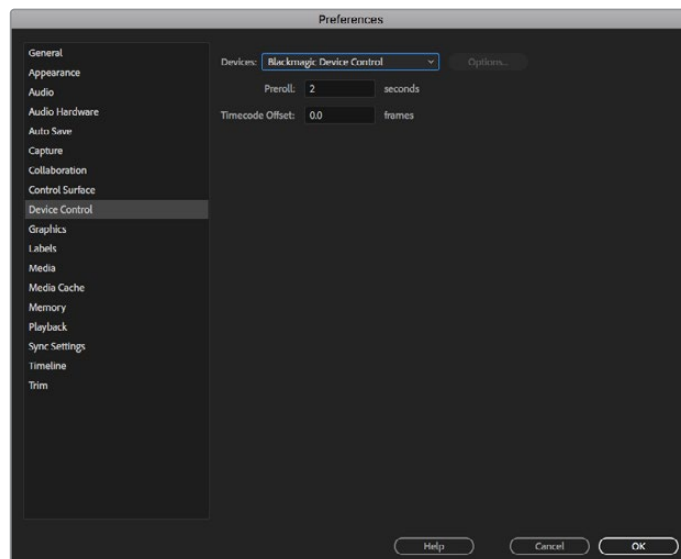 Preferences
General
Appearance
Audio
Audio Hardware
Auto Save
Capture
Collaboration
Control Surface
Device Control
Graphics
Labels
Media
Media Cache
Memory
Playback
Sync Settings
Timeline
Trim
Devices: Blackmagic Device Control Options...
Preroll: 2 seconds
Timecode Offset: 0.0 frames
Help Cancel OK